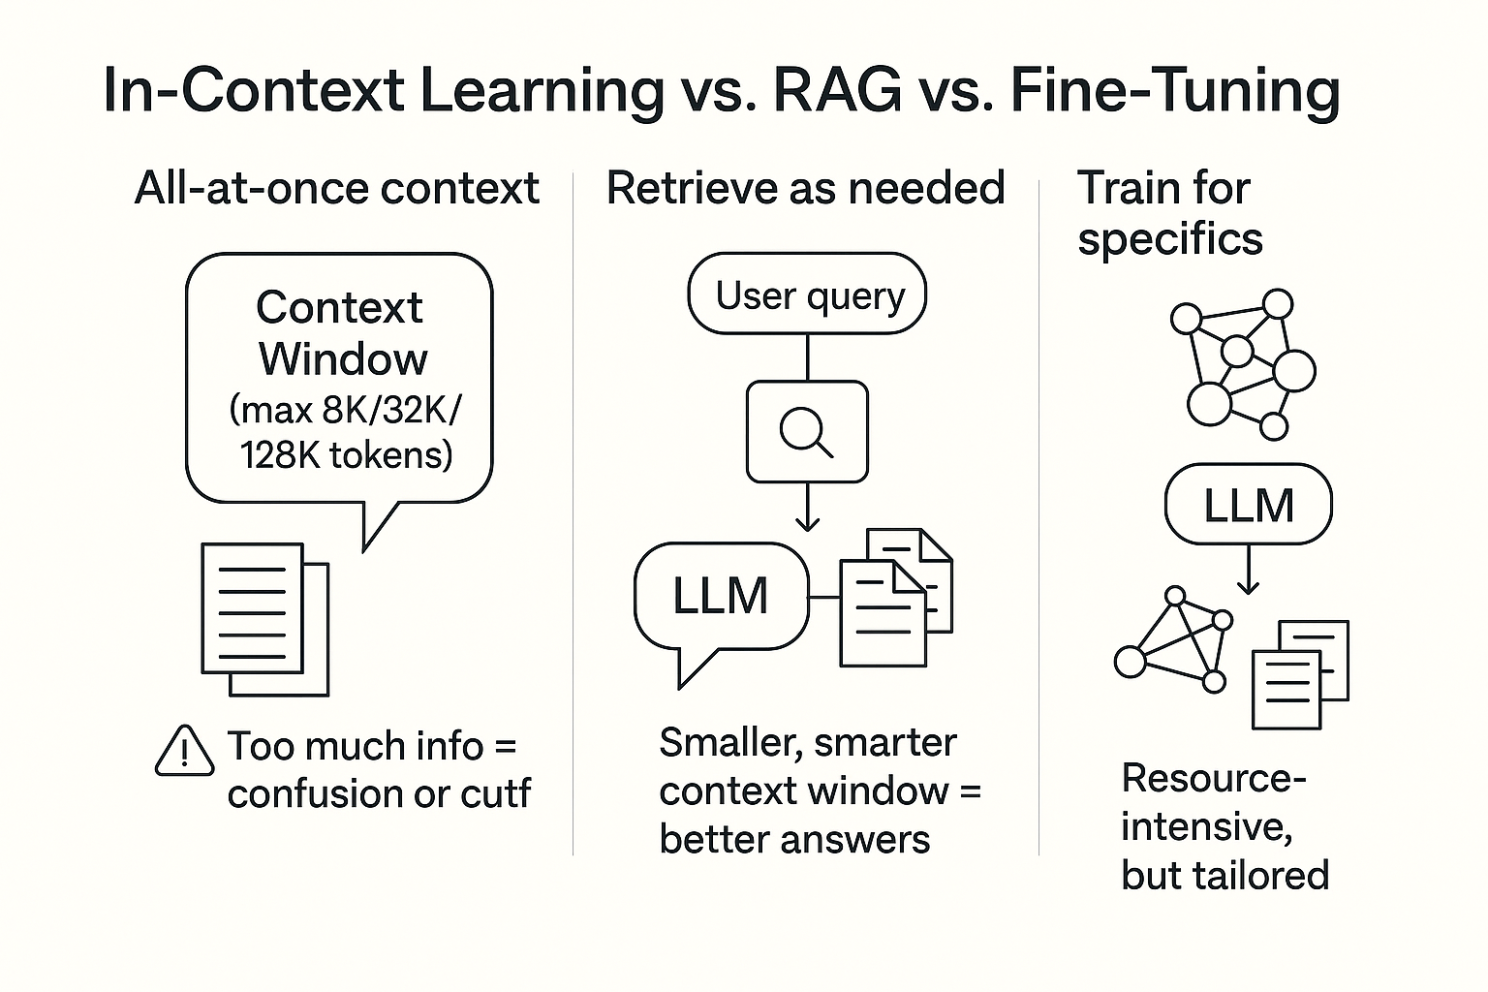 In-Context Learning vs. RAG vs. Fine-Tuning
All-at-once context
Context
Window
(max 8K/32K/
128K tokens)
Too much info =
confusion or cutf
Retrieve as needed
User query
LLM
Smaller, smarter
context window =
better answers
Train for
specifics
LLM
Resource-
intensive,
but tailored